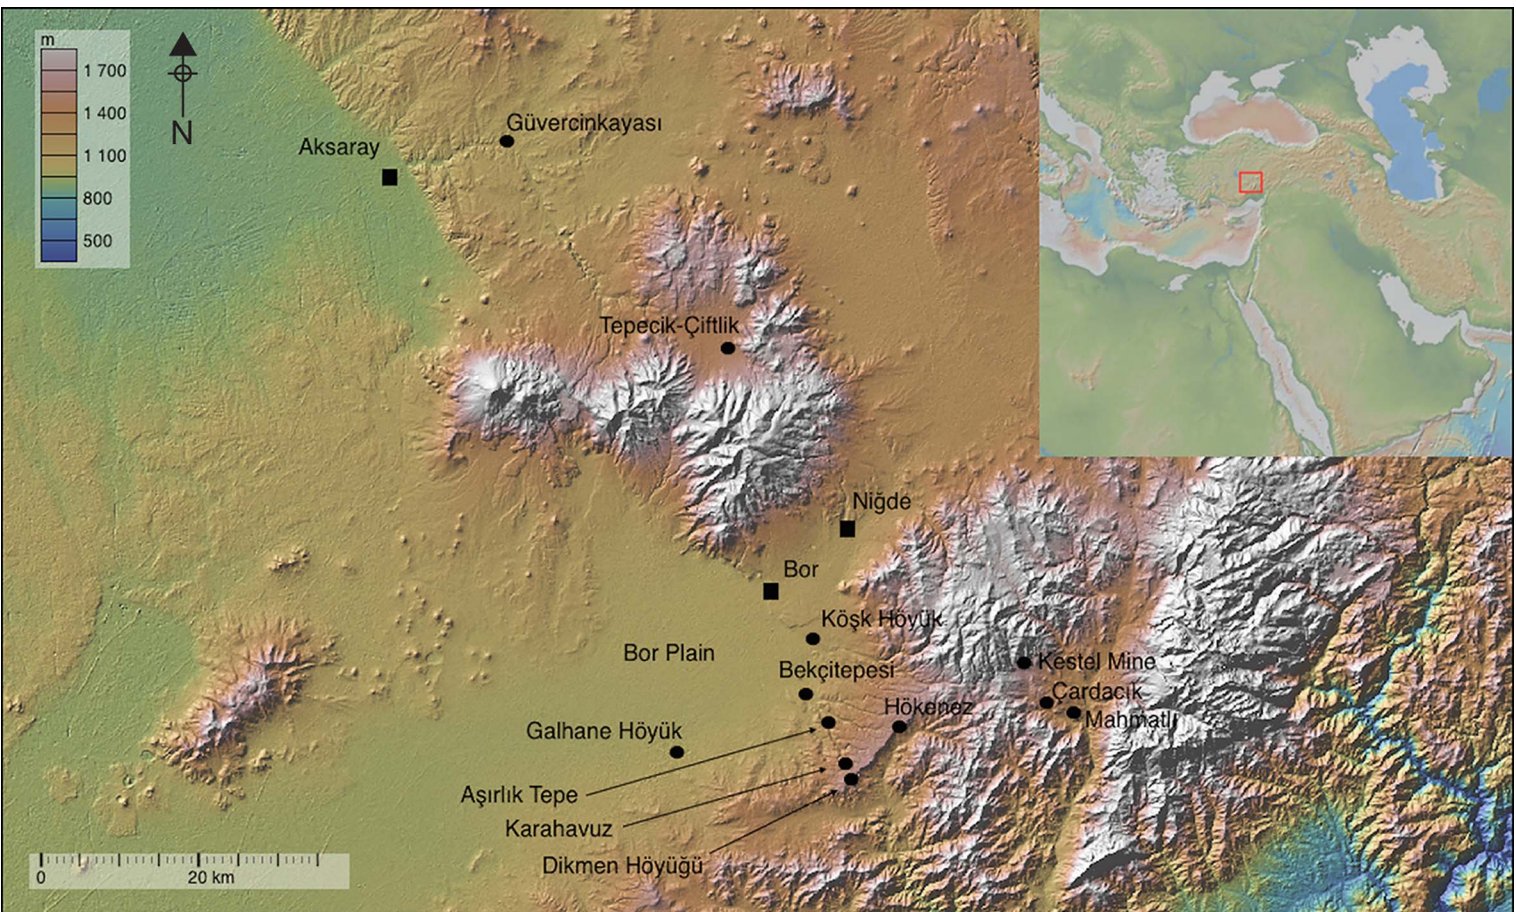 m
1 700
1 400
1 100
800
500
N
Aksaray
Güvercinkayası
Tepecik-Çiftlik
Niğde
Bor
Köşk Höyük
Bor Plain
Kestel Mine
Bekçitepesi
Çardacık
Hökenez
Mahmatlı
Galhane Höyük
Aşırlık Tepe
Karahavuz
Dikmen Höyüğü
0 20 km